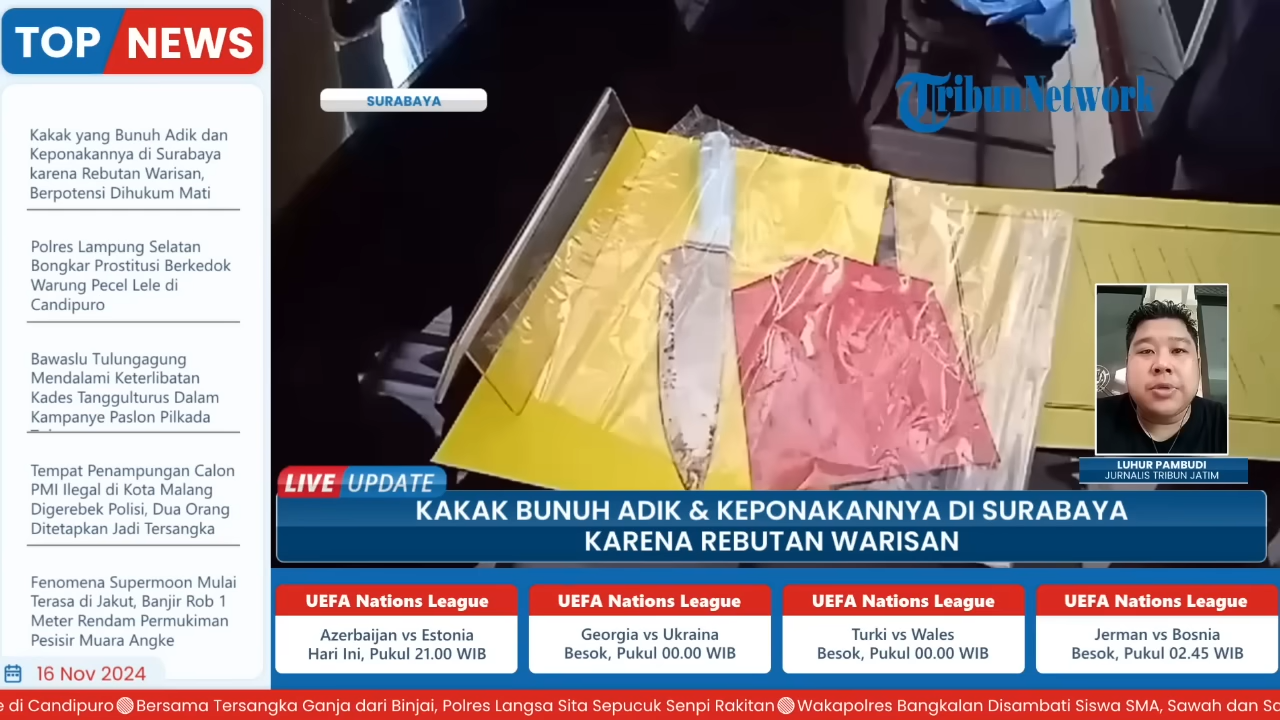 TOP NEWS
Kakak yang Bunuh Adik dan
Keponakannya di Surabaya
karena Rebutan Warisan,
Berpotensi Dihukum Mati
Polres Lampung Selatan
Bongkar Prostitusi Berkedok
Warung Pecel Lele di
Candipuro
Bawaslu Tulungagung
Mendalami Keterlibatan
Kades Tanggulturus Dalam
Kampanye Paslon Pilkada
Tempat Penampungan Calon
PMI Ilegal di Kota Malang
Digerebek Polisi, Dua Orang
Ditetapkan Jadi Tersangka
Fenomena Supermoon Mulai
Terasa di Jakut, Banjir Rob 1
Meter Rendam Permukiman
Pesisir Muara Angke
16 Nov 2024
SURABAYA
TribunNetwork
LUHUR PAMBUDI
JURNALIS TRIBUN JATIM
LIVE UPDATE
KAKAK BUNUH ADIK & KEPONAKANNYA DI SURABAYA
KARENA REBUTAN WARISAN
UEFA Nations League
Azerbaijan vs Estonia
Hari Ini, Pukul 21.00 WIB
UEFA Nations League
Georgia vs Ukraina
Besok, Pukul 00.00 WIB
UEFA Nations League
Turki vs Wales
Besok, Pukul 00.00 WIB
UEFA Nations League
Jerman vs Bosnia
Besok, Pukul 02.45 WIB
e di Candipuro Bersama Tersangka Ganja dari Binjai, Polres Langsa Sita Sepucuk Senpi Rakitan Wakapolres Bangkalan Disambati Siswa SMA, Sawah dan